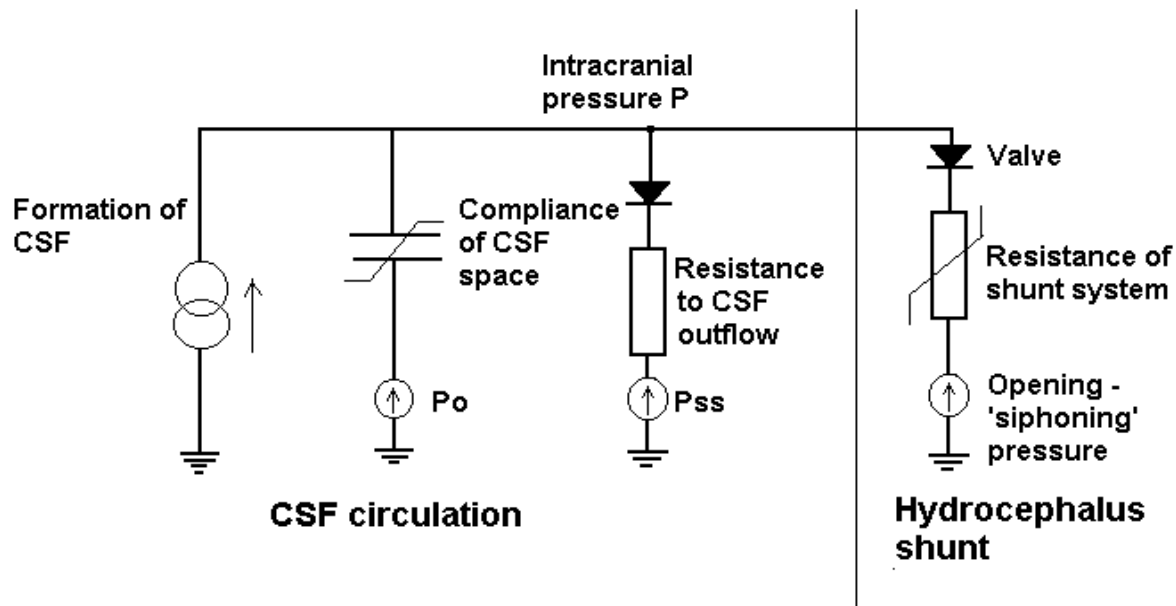 Intracranial
pressure P
Formation of
CSF
Compliance
of CSF
space
Resistance
to CSF
outflow
Po
Pss
CSF circulation
Valve
Resistance of
shunt system
Opening -
'siphoning'
pressure
Hydrocephalus
shunt